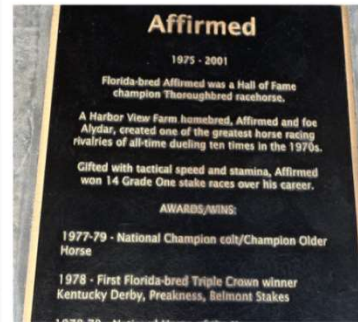 Affirmed
1975 - 2001
Florida-bred Affirmed was a Hall of Fame
champion Thoroughbred racehorse.
A Harbor View Farm homebred, Affirmed and foe
Alydar, created one of the greatest horse racing
rivalries of all-time dueling ten times in the 1970s.
Gifted with tactical speed and stamina, Affirmed
won 14 Grade One stake races over his career.
AWARDS/WINS:
1977-79 - National Champion colt/Champion Older
Horse
1978 - First Florida-bred Triple Crown winner
Kentucky Derby, Preakness, Belmont Stakes